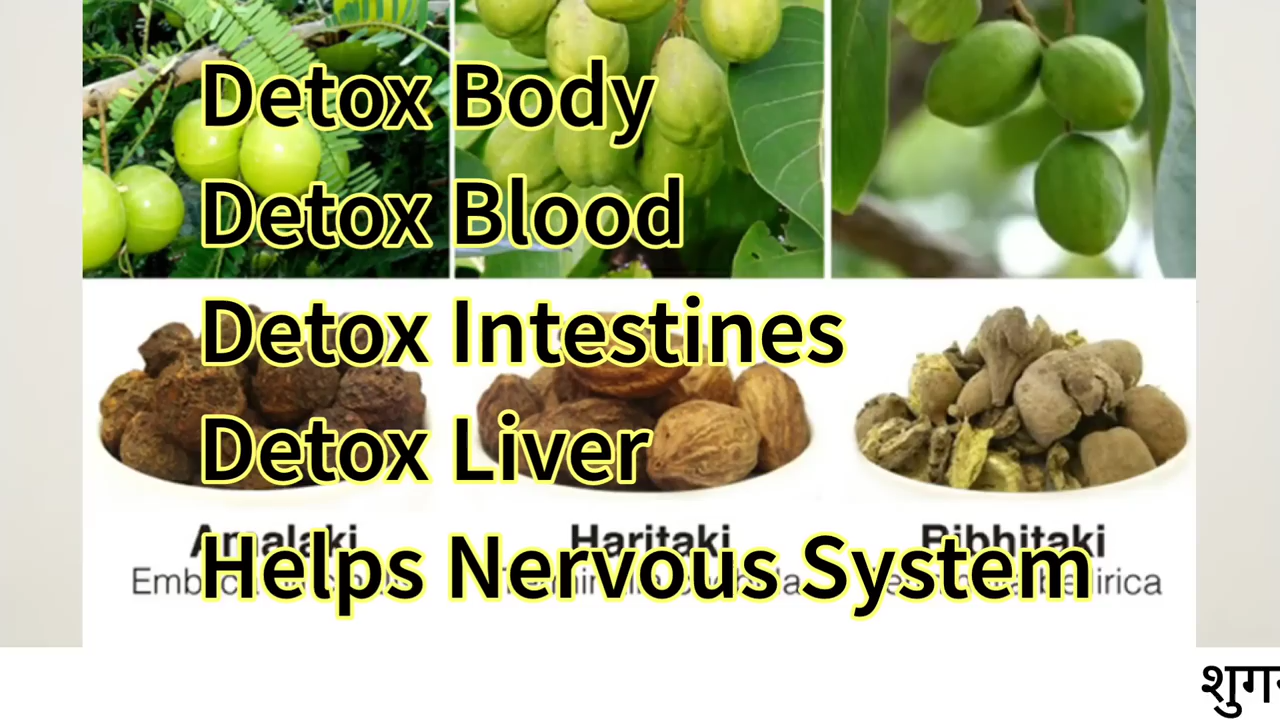 Detox Body
Detox Blood
Detox Intestines
Detox Liver
Amalaki Haritaki Bibhitaki
Helps Nervous System